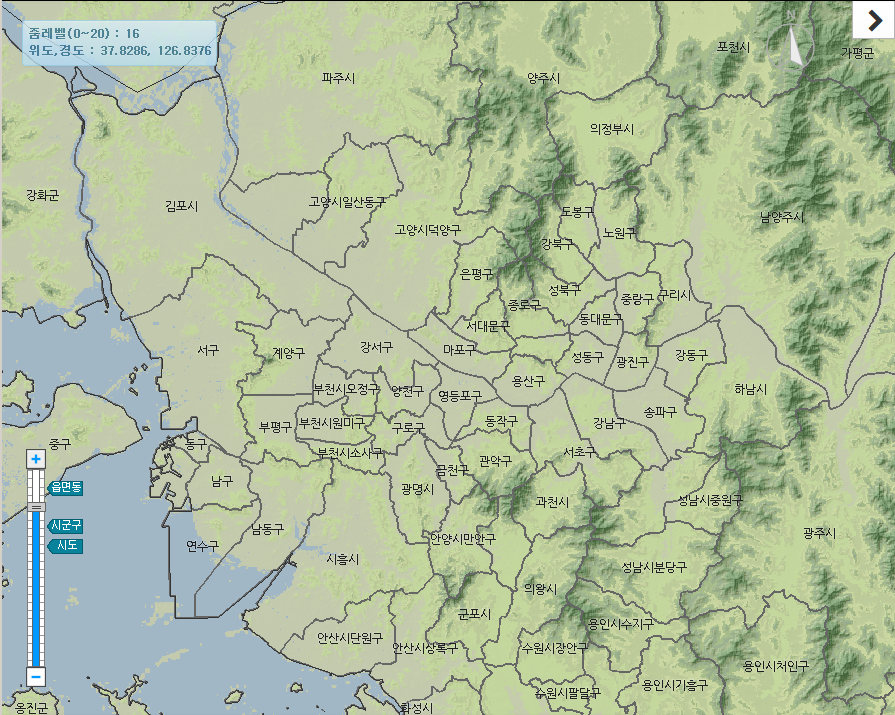 줌레벨(0~20) : 16
위도,경도 : 37.8286, 126.8376
N
포천시
가평군
파주시
양주시
의정부시
강화군
김포시
고양시일산동구
도봉구
남양주시
고양시덕양구
강북구
노원구
은평구
성북구
중랑구
구리시
종로구
서대문구
동대문구
서구
계양구
강서구
마포구
성동구
광진구
강동구
부천시오정구
양천구
영등포구
용산구
하남시
송파구
부평구
부천시원미구
구로구
동작구
강남구
중구
동구
부천시소사구
서초구
금천구
관악구
+
읍면동
남구
광명시
과천시
성남시중원구
시군구
남동구
광주시
시도
연수구
시흥시
안양시만안구
성남시분당구
의왕시
군포시
용인시수지구
안산시단원구
안산시상록구
수원시장안구
용인시처인구
−
수원시팔달구
용인시기흥구
옹진군
화성시